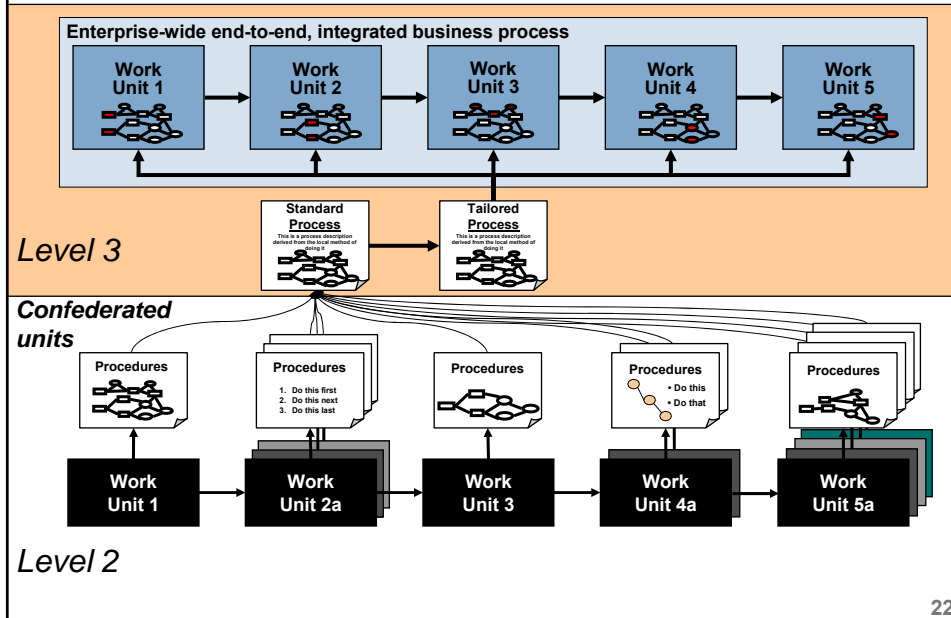 Enterprise-wide end-to-end, integrated business process
Work
Unit 1
Work
Unit 2
Work
Unit 3
Work
Unit 4
Work
Unit 5
Standard
Process
This is a process description
derived from the local method of
doing it
Tailored
Process
This is a process description
derived from the local method of
doing it
Level 3
Confederated
units
Procedures
Procedures
1. Do this first
2. Do this next
3. Do this last
Procedures
Procedures
• Do this
• Do that
Procedures
Work
Unit 1
Work
Unit 2a
Work
Unit 3
Work
Unit 4a
Work
Unit 5a
Level 2
22